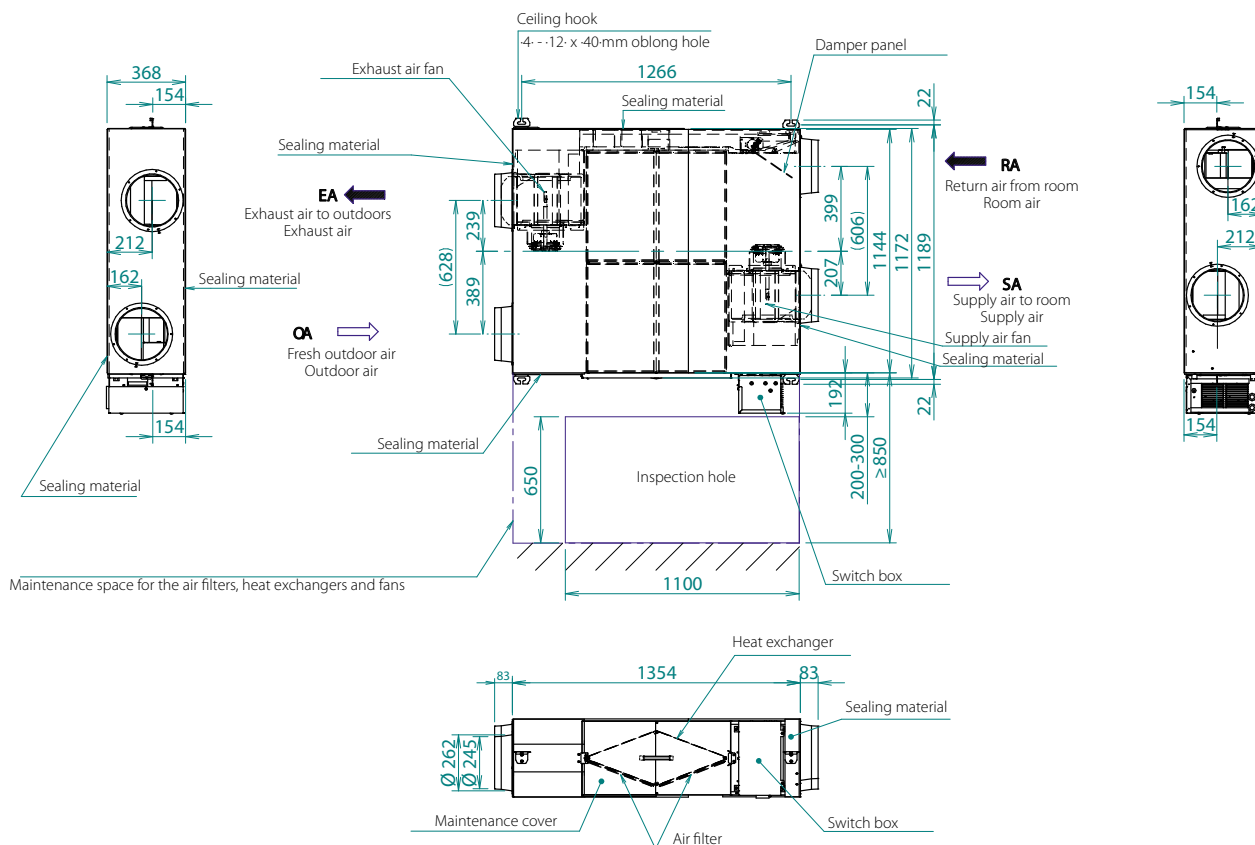 Ceiling hook
·4· - ··12· x ·40·mm oblong hole
Damper panel
Exhaust air fan
368
154
1266
22
154
Sealing material
Sealing material
EA
Exhaust air to outdoors
Exhaust air
RA
Return air from room
Room air
212
162
Sealing material
239
(628)
389
399
(606)
207
1144
1172
1189
162
212
SA
Supply air to room
Supply air
Supply air fan
Sealing material
OA
Fresh outdoor air
Outdoor air
192
22
154
154
Sealing material
Sealing material
650
Inspection hole
200-300
≥850
Maintenance space for the air filters, heat exchangers and fans
1100
Switch box
Heat exchanger
83
1354
83
Sealing material
Ø 262
Ø 245
Maintenance cover
Air filter
Switch box